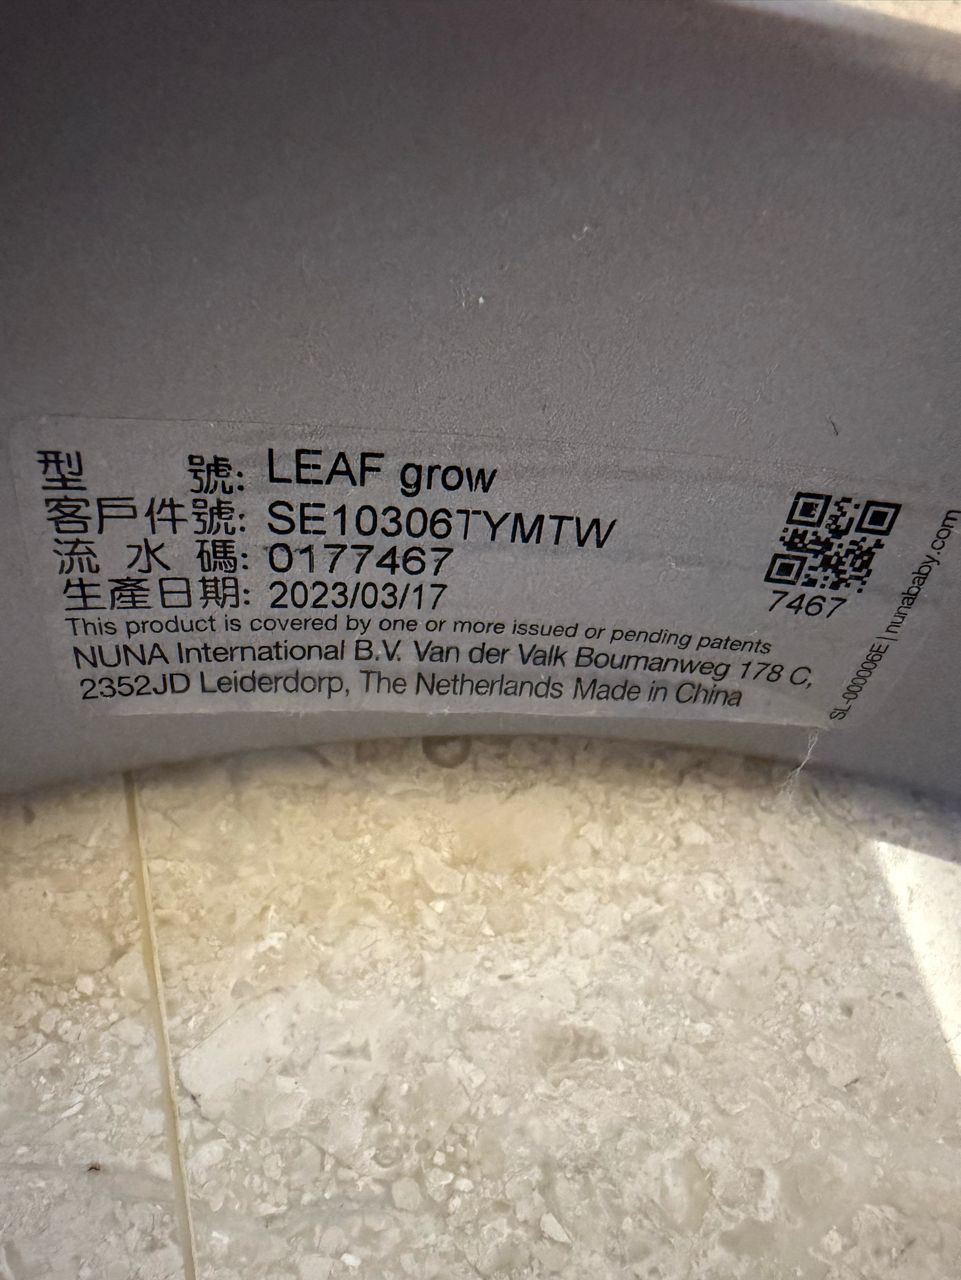 型 號: LEAF grow
客戶件號: SE10306TYMTW
流 水 碼: 0177467
生產日期: 2023/03/17
This product is covered by one or more issued or pending patents
NUNA International B.V. Van der Valk Boumanweg 178 C,
2352JD Leiderdorp, The Netherlands Made in China
7467
SL-000006E | nunababy.com